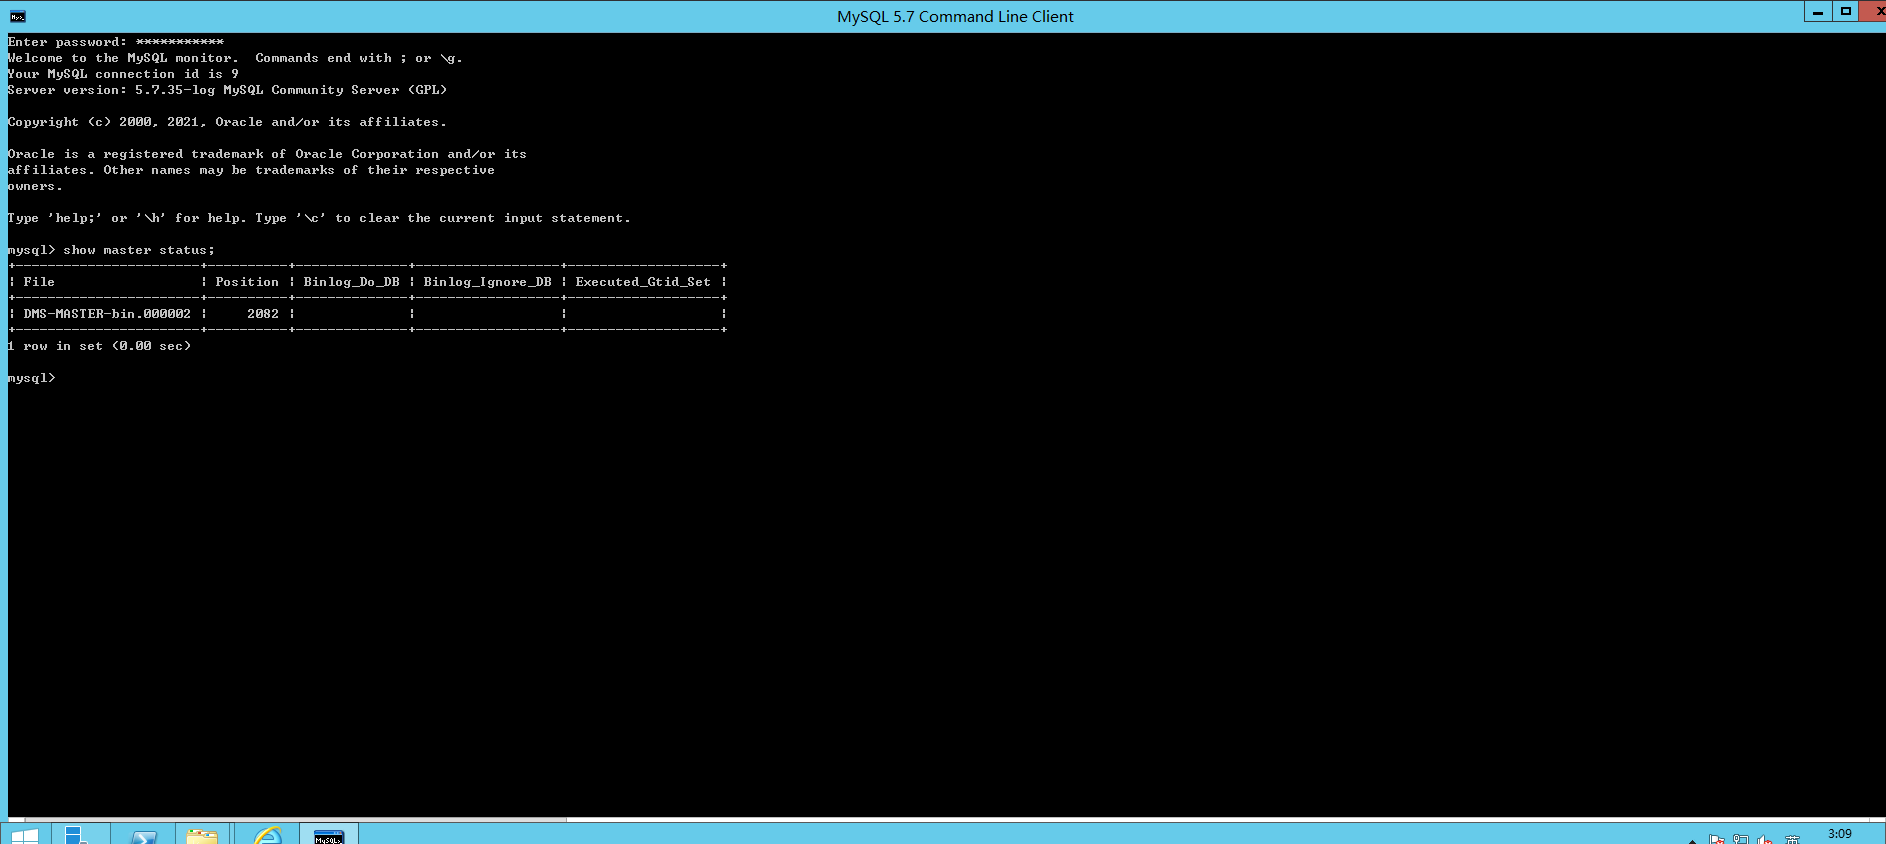 MySQL 5.7 Command Line Client
Enter password: ***********
Welcome to the MySQL monitor.  Commands end with ; or \g.
Your MySQL connection id is 9
Server version: 5.7.35-log MySQL Community Server (GPL)
Copyright (c) 2000, 2021, Oracle and/or its affiliates.
Oracle is a registered trademark of Oracle Corporation and/or its
affiliates. Other names may be trademarks of their respective
owners.
Type 'help;' or '\h' for help. Type '\c' to clear the current input statement.
mysql> show master status;
+-----------------------+----------+--------------+------------------+-------------------+
| File                  | Position | Binlog_Do_DB | Binlog_Ignore_DB | Executed_Gtid_Set |
+-----------------------+----------+--------------+------------------+-------------------+
| DMS-MASTER-bin.000002 |     2082 |              |                  |                   |
+-----------------------+----------+--------------+------------------+-------------------+
1 row in set (0.00 sec)
mysql>
3:09